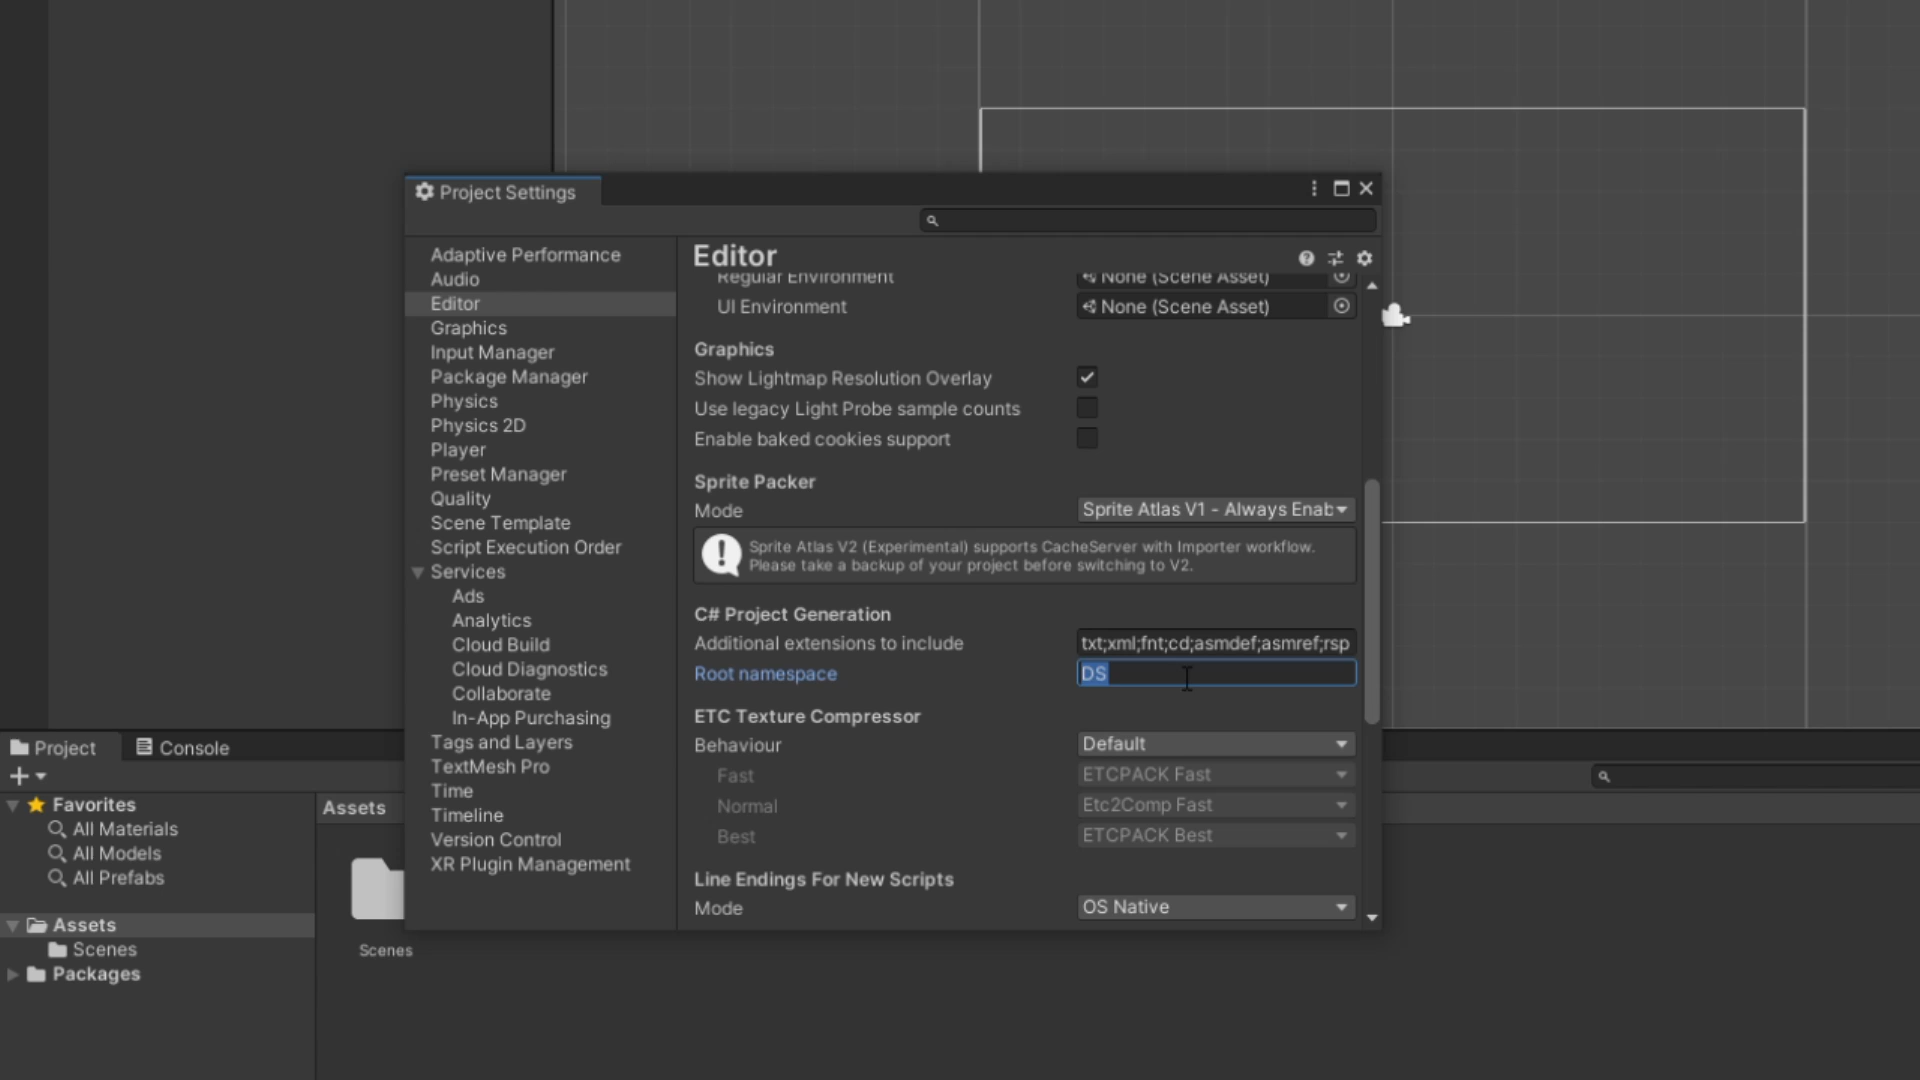 Project Settings
Adaptive Performance
Audio
Editor
Graphics
Input Manager
Package Manager
Physics
Physics 2D
Player
Preset Manager
Quality
Scene Template
Script Execution Order
Services
Ads
Analytics
Cloud Build
Cloud Diagnostics
Collaborate
In-App Purchasing
Tags and Layers
TextMesh Pro
Time
Timeline
Version Control
XR Plugin Management
Editor
Regular Environment None (Scene Asset)
UI Environment None (Scene Asset)
Graphics
Show Lightmap Resolution Overlay
Use legacy Light Probe sample counts
Enable baked cookies support
Sprite Packer
Mode Sprite Atlas V1 - Always Enab
Sprite Atlas V2 (Experimental) supports CacheServer with Importer workflow.
Please take a backup of your project before switching to V2.
C# Project Generation
Additional extensions to include txt;xml;fnt;cd;asmdef;asmref;rsp
Root namespace DS
ETC Texture Compressor
Behaviour Default
Fast ETCPACK Fast
Normal Etc2Comp Fast
Best ETCPACK Best
Line Endings For New Scripts
Mode OS Native
Project Console
Favorites
All Materials
All Models
All Prefabs
Assets
Scenes
Packages
Assets
Scenes